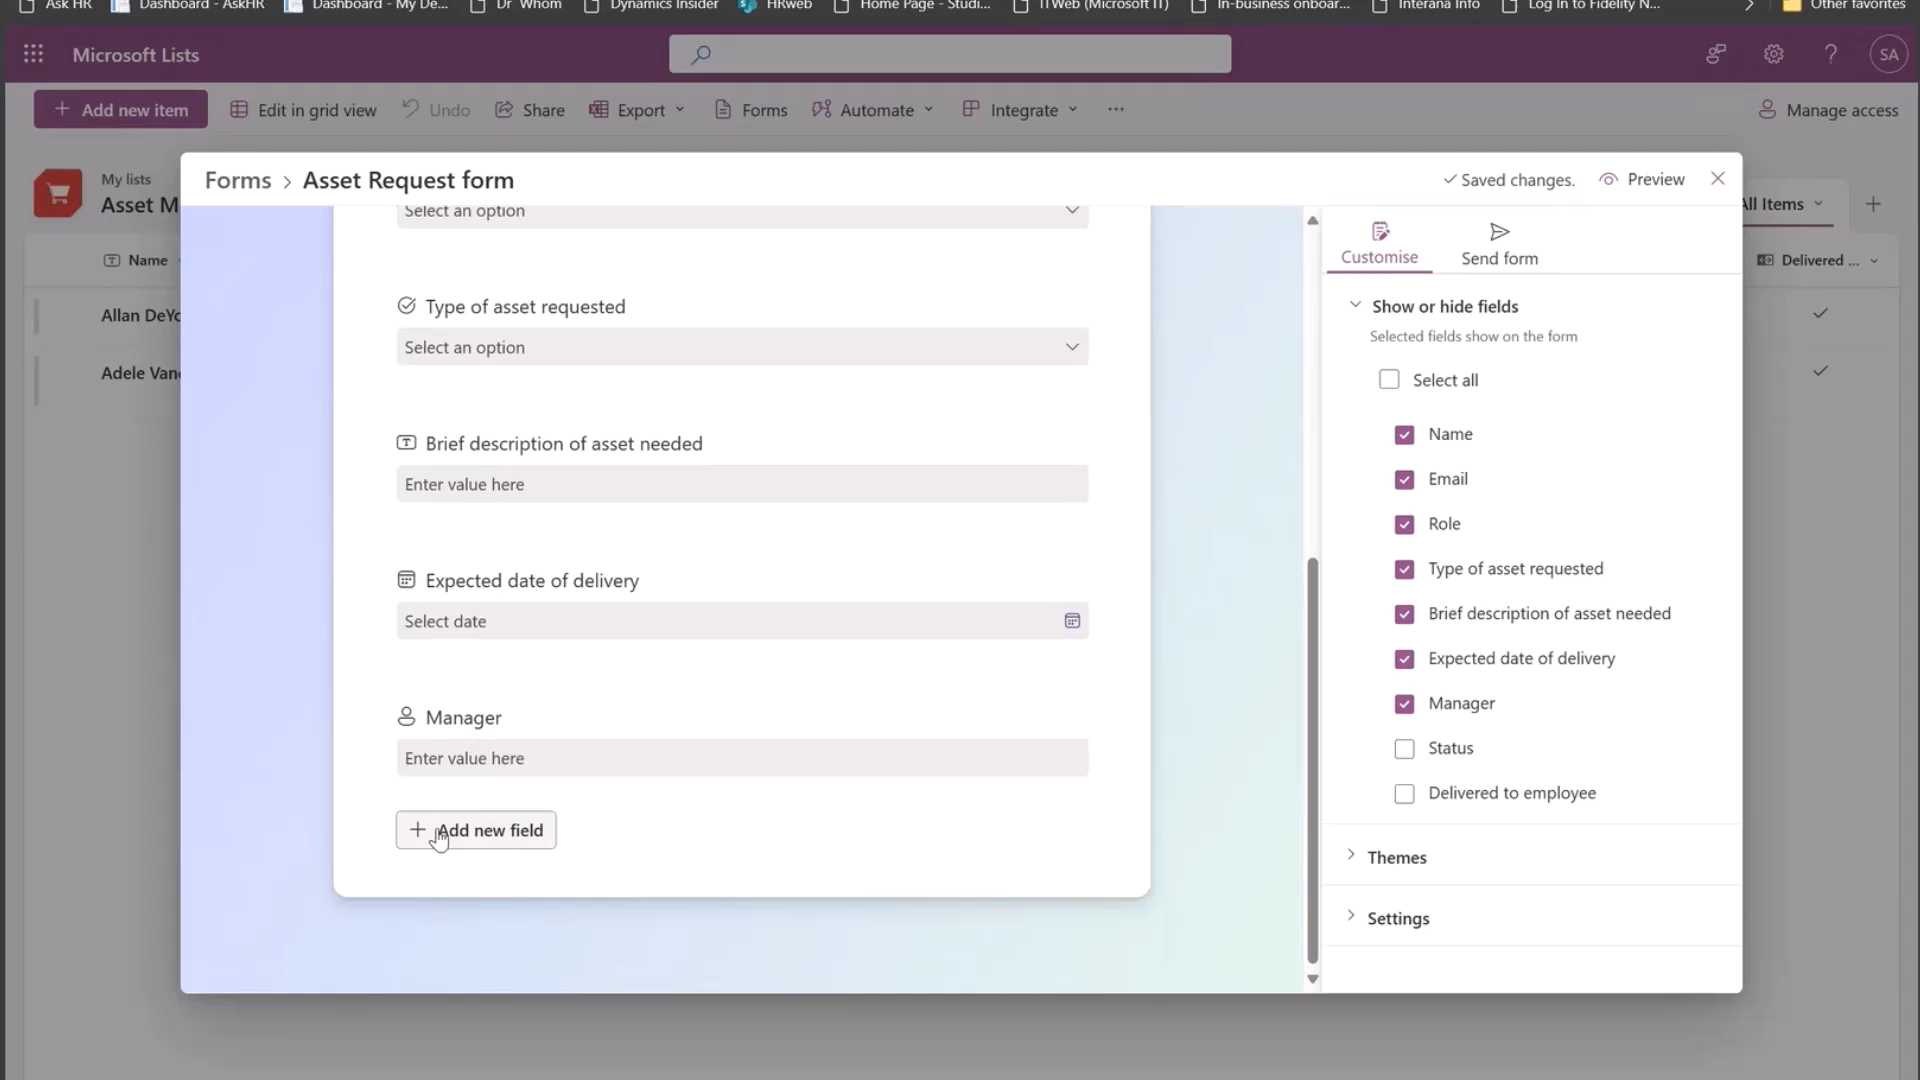 Ask HR Dashboard - AskHR Dashboard - My De... Dr Whom Dynamics Insider HRweb Home Page - Studi... ITWeb (Microsoft IT) In-business onboar... Interana Info Log In to Fidelity N... Other favorites
Microsoft Lists SA
Add new item Edit in grid view Undo Share Export Forms Automate Integrate ... Manage access
My lists
Asset M
All Items
Forms > Asset Request form Saved changes. Preview
Select an option
Customise Send form
Name
Delivered ...
Show or hide fields
Type of asset requested
Allan DeYo
Selected fields show on the form
Select an option
Adele Van
Select all
Name
Brief description of asset needed
Email
Enter value here
Role
Type of asset requested
Expected date of delivery
Brief description of asset needed
Select date
Expected date of delivery
Manager
Manager
Status
Enter value here
Delivered to employee
Add new field
Themes
Settings